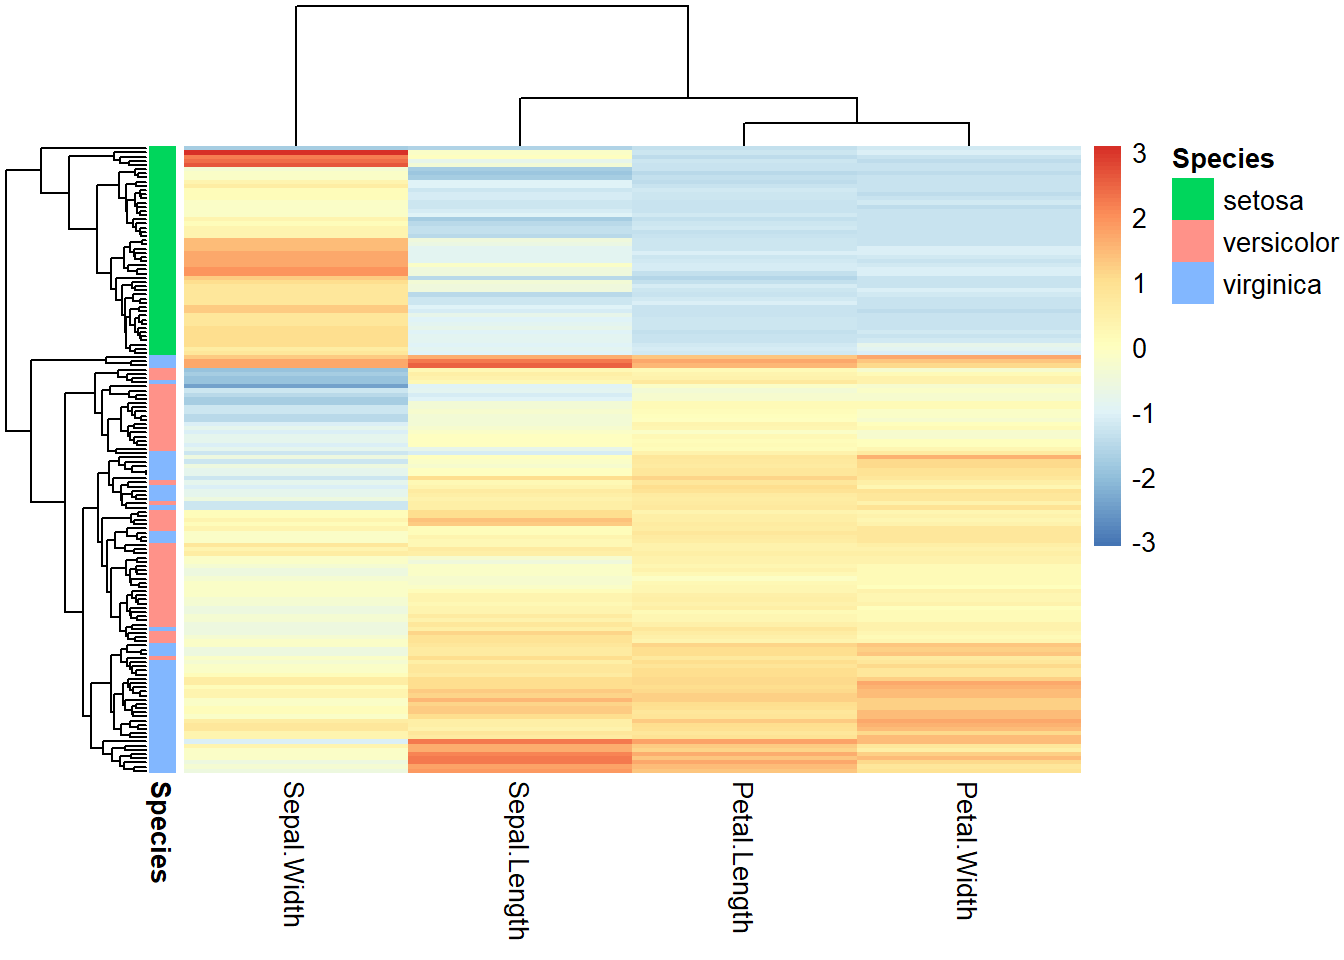 3
2
1
0
-1
-2
-3
Species
setosa
versicolor
virginica
Species
Sepal.Width
Sepal.Length
Petal.Length
Petal.Width